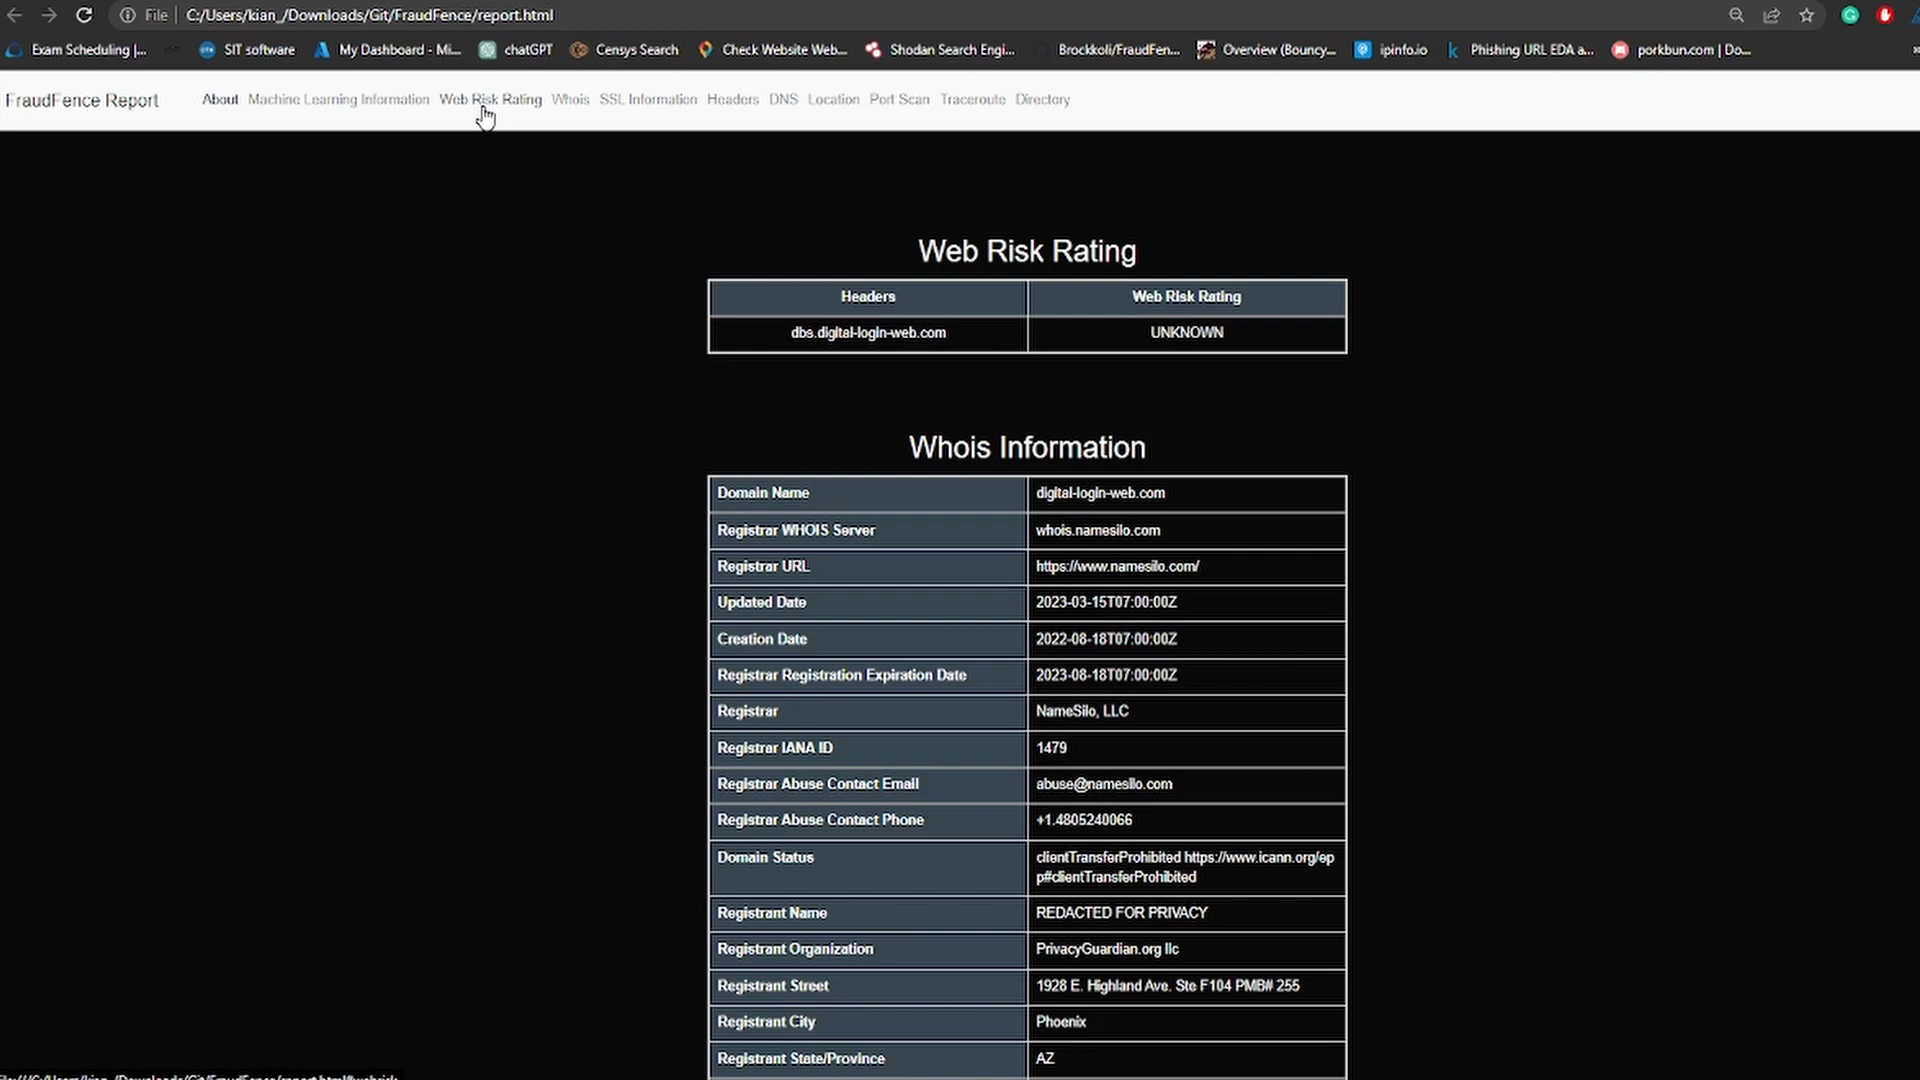 File C:/Users/kian_/Downloads/Git/FraudFence/report.html
Exam Scheduling |... SIT software My Dashboard - Mi... chatGPT Censys Search Check Website Web... Shodan Search Engi... Brockkoli/FraudFen... Overview (Bouncy... ipinfo.io Phishing URL EDA a... porkbun.com | Do...
FraudFence Report About Machine Learning Information Web Risk Rating Whois SSL Information Headers DNS Location Port Scan Traceroute Directory
Web Risk Rating
Headers Web Risk Rating
dbs.digital-login-web.com UNKNOWN
Whois Information
Domain Name digital-login-web.com
Registrar WHOIS Server whois.namesilo.com
Registrar URL https://www.namesilo.com/
Updated Date 2023-03-15T07:00:00Z
Creation Date 2022-08-18T07:00:00Z
Registrar Registration Expiration Date 2023-08-18T07:00:00Z
Registrar NameSilo, LLC
Registrar IANA ID 1479
Registrar Abuse Contact Email abuse@namesilo.com
Registrar Abuse Contact Phone +1.4805240066
Domain Status clientTransferProhibited https://www.icann.org/ep
p#clientTransferProhibited
Registrant Name REDACTED FOR PRIVACY
Registrant Organization PrivacyGuardian.org llc
Registrant Street 1928 E. Highland Ave. Ste F104 PMB# 255
Registrant City Phoenix
Registrant State/Province AZ